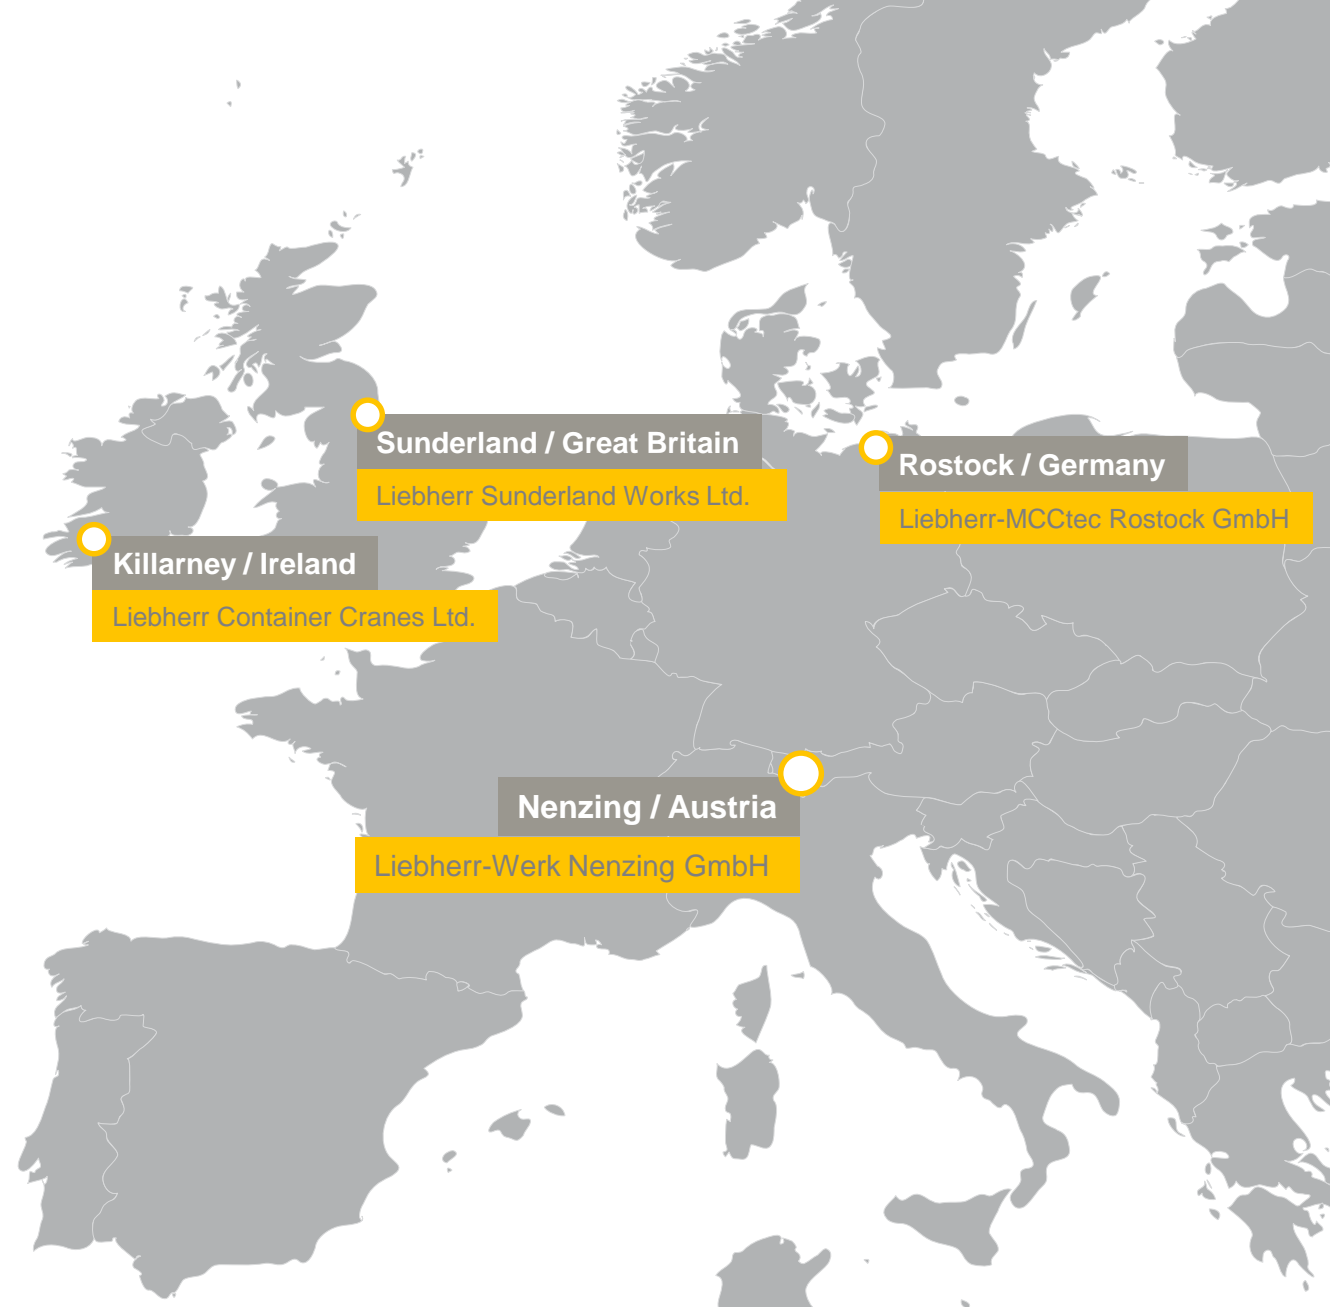 Sunderland / Great Britain
Liebherr Sunderland Works Ltd.
Rostock / Germany
Liebherr-MCCtec Rostock GmbH
Killarney / Ireland
Liebherr Container Cranes Ltd.
Nenzing / Austria
Liebherr-Werk Nenzing GmbH